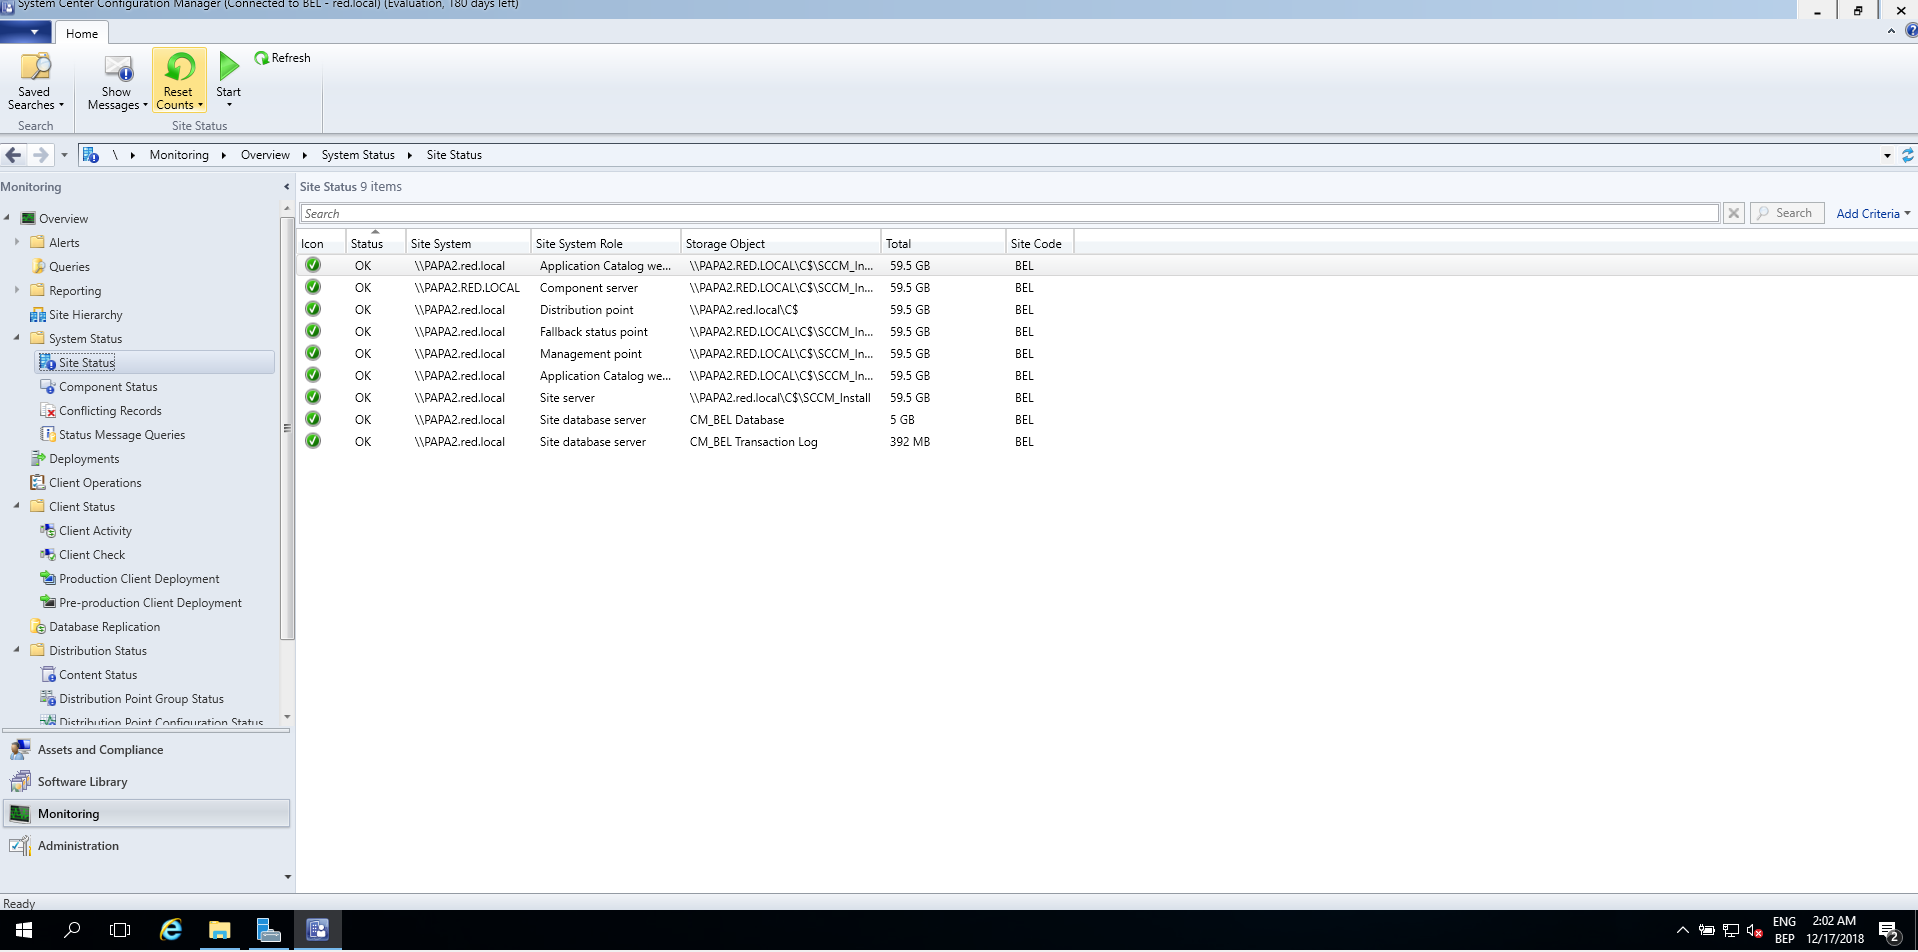 System Center Configuration Manager (Connected to BEL - red.local) (Evaluation, 180 days left)
Home
Saved Searches
Show Messages
Reset Counts
Start
Refresh
Search
Site Status
\ Monitoring Overview System Status Site Status
Monitoring
Overview
Alerts
Queries
Reporting
Site Hierarchy
System Status
Site Status
Component Status
Conflicting Records
Status Message Queries
Deployments
Client Operations
Client Status
Client Activity
Client Check
Production Client Deployment
Pre-production Client Deployment
Database Replication
Distribution Status
Content Status
Distribution Point Group Status
Distribution Point Configuration Status
Assets and Compliance
Software Library
Monitoring
Administration
Site Status 9 items
Search Search Add Criteria
Icon Status Site System Site System Role Storage Object Total Site Code
OK \\PAPA2.red.local Application Catalog we... \\PAPA2.RED.LOCAL\C$\SCCM_In... 59.5 GB BEL
OK \\PAPA2.RED.LOCAL Component server \\PAPA2.RED.LOCAL\C$\SCCM_In... 59.5 GB BEL
OK \\PAPA2.red.local Distribution point \\PAPA2.red.local\C$ 59.5 GB BEL
OK \\PAPA2.red.local Fallback status point \\PAPA2.RED.LOCAL\C$\SCCM_In... 59.5 GB BEL
OK \\PAPA2.red.local Management point \\PAPA2.RED.LOCAL\C$\SCCM_In... 59.5 GB BEL
OK \\PAPA2.red.local Application Catalog we... \\PAPA2.RED.LOCAL\C$\SCCM_In... 59.5 GB BEL
OK \\PAPA2.red.local Site server \\PAPA2.red.local\C$\SCCM_Install 59.5 GB BEL
OK \\PAPA2.red.local Site database server CM_BEL Database 5 GB BEL
OK \\PAPA2.red.local Site database server CM_BEL Transaction Log 392 MB BEL
Ready
ENG
BEP
2:02 AM
12/17/2018
2